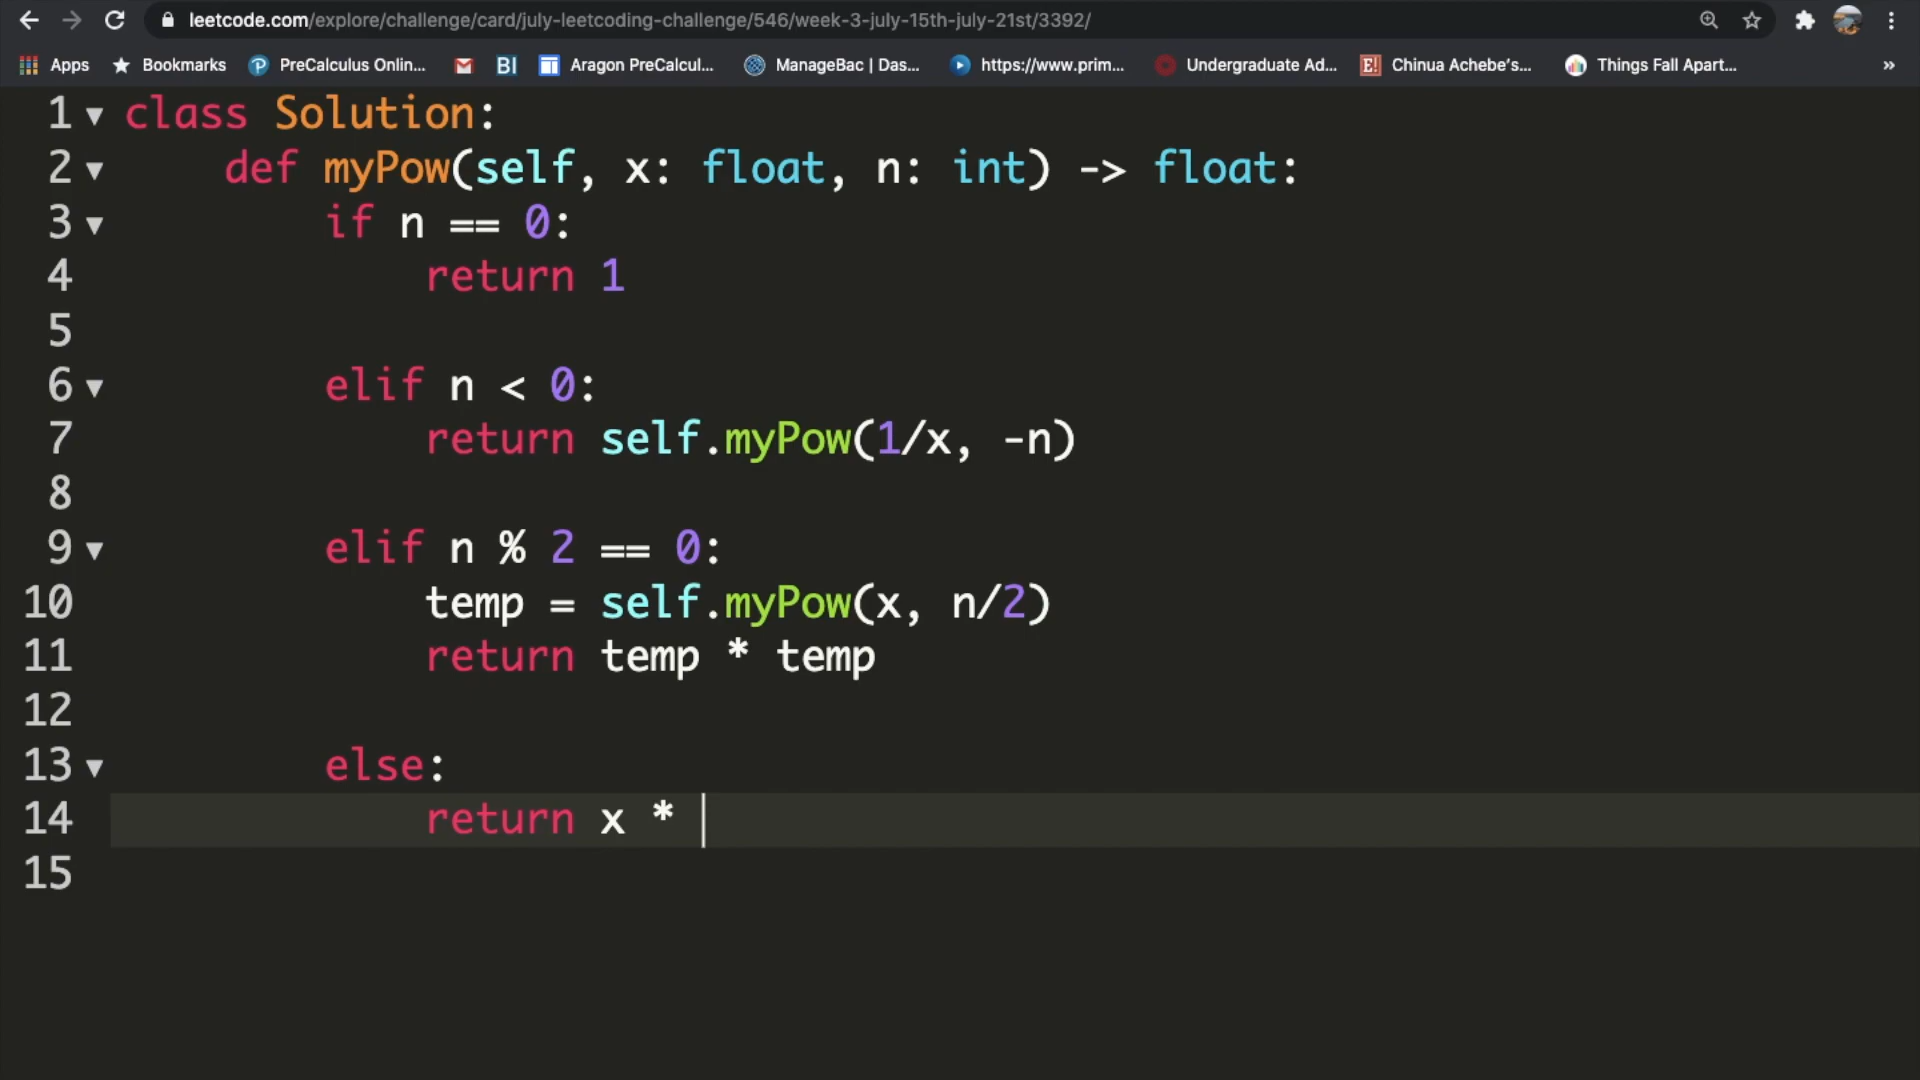 leetcode.com/explore/challenge/card/july-leetcoding-challenge/546/week-3-july-15th-july-21st/3392/
Apps Bookmarks PreCalculus Onlin... BI Aragon PreCalcul... ManageBac | Das... https://www.prim... Undergraduate Ad... E! Chinua Achebe's... Things Fall Apart... »
1 class Solution:
2 def myPow(self, x: float, n: int) -> float:
3 if n == 0:
4 return 1
5
6 elif n < 0:
7 return self.myPow(1/x, -n)
8
9 elif n % 2 == 0:
10 temp = self.myPow(x, n/2)
11 return temp * temp
12
13 else:
14 return x *
15